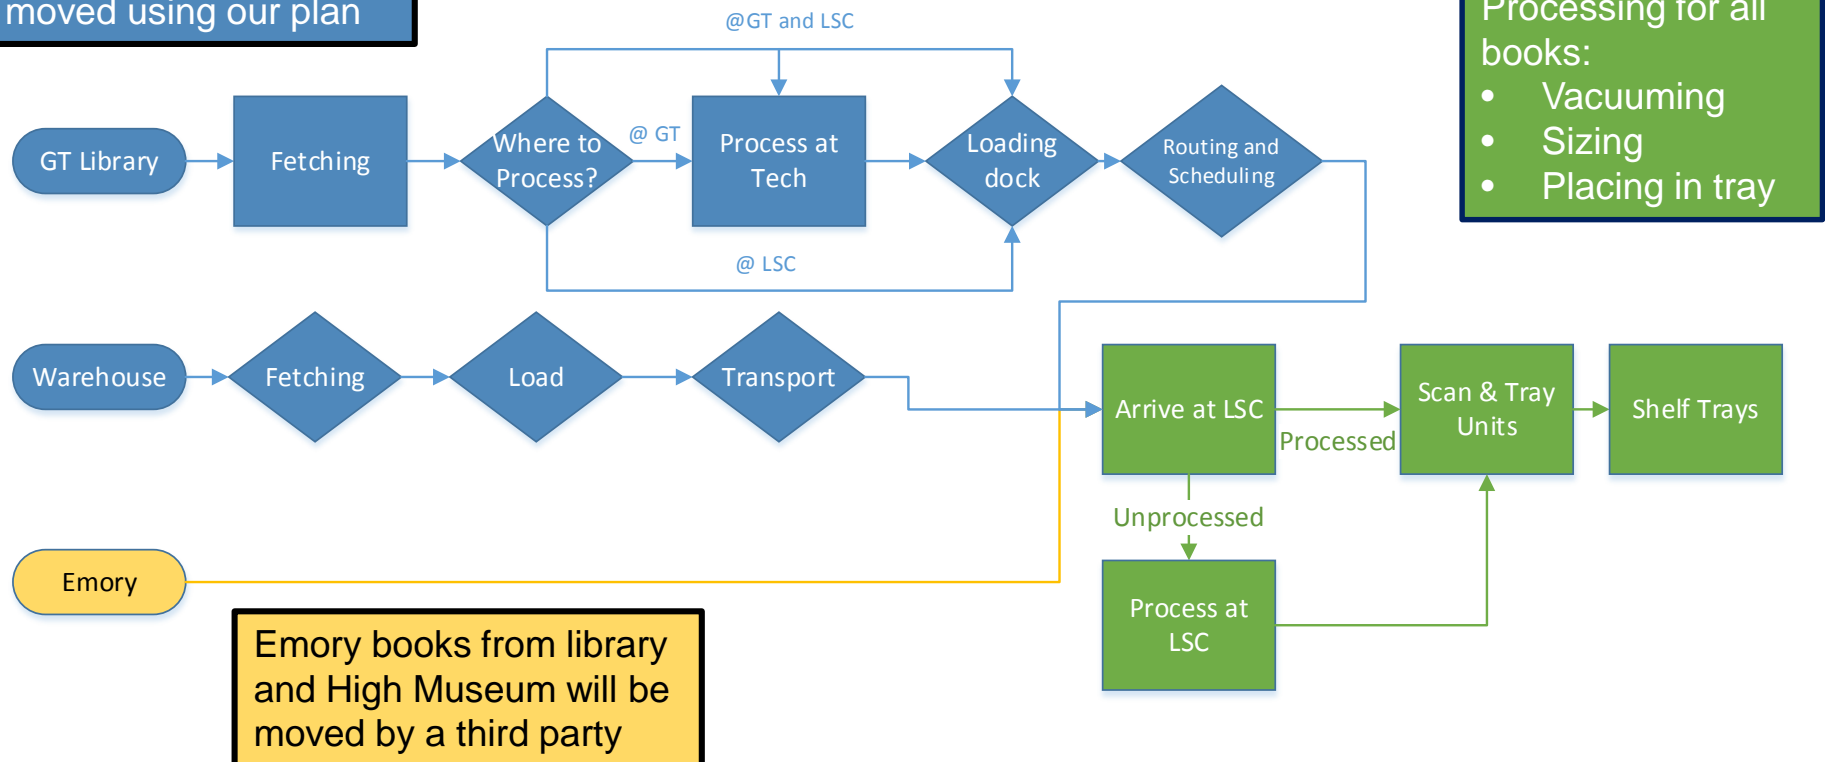 moved using our plan
@GT and LSC
Processing for all
books:
• Vacuuming
• Sizing
• Placing in tray
GT Library
Fetching
Where to
Process?
@ GT
Process at
Tech
Loading
dock
Routing and
Scheduling
@ LSC
Warehouse
Fetching
Load
Transport
Arrive at LSC
Processed
Scan & Tray
Units
Shelf Trays
Unprocessed
Process at
LSC
Emory
Emory books from library
and High Museum will be
moved by a third party